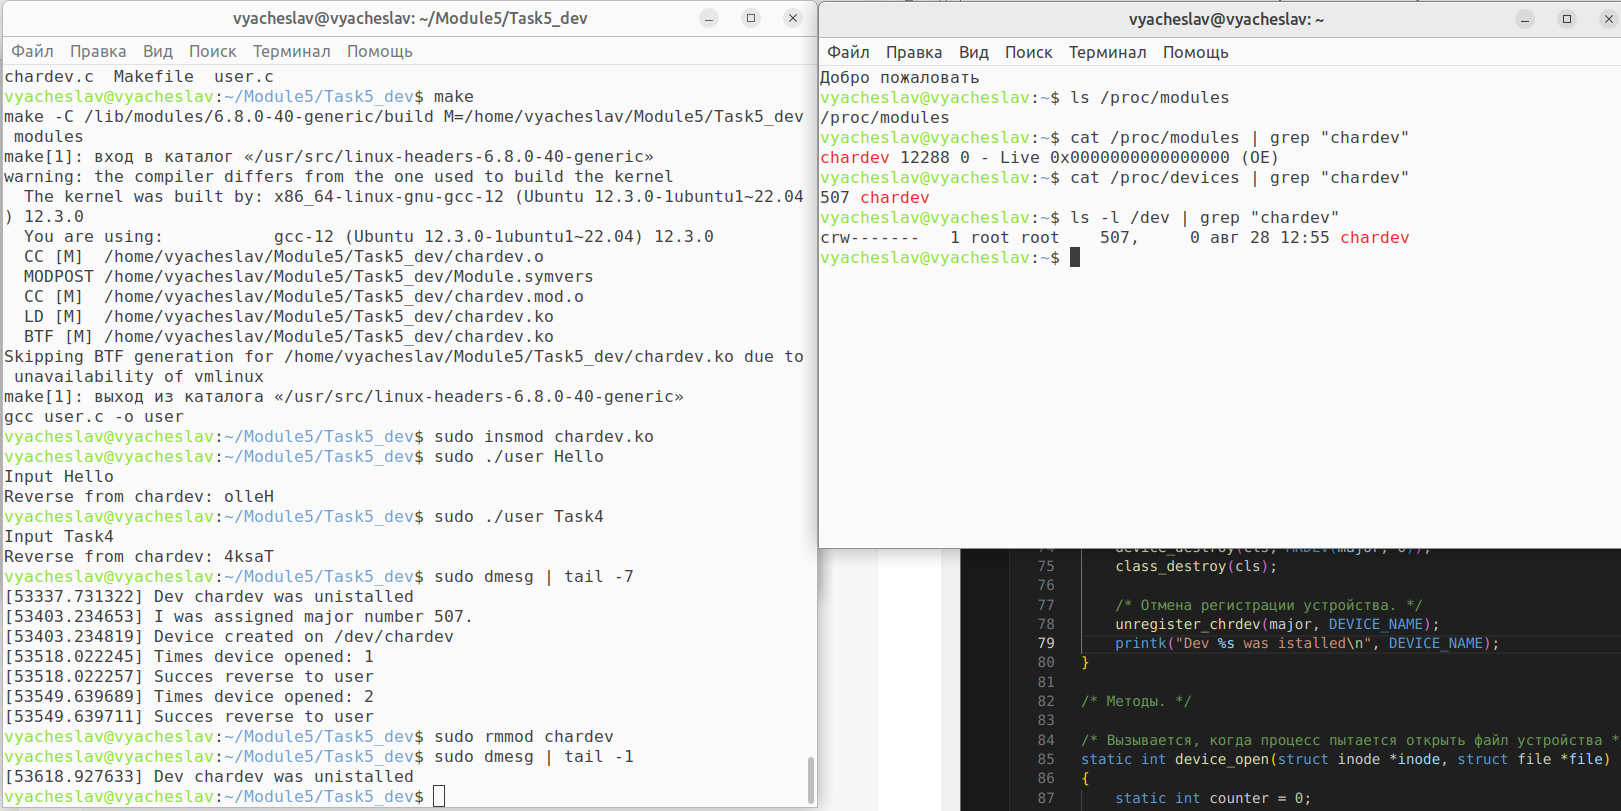 vyacheslav@vyacheslav: ~/Module5/Task5_dev
Файл Правка Вид Поиск Терминал Помощь
chardev.c  Makefile  user.c
vyacheslav@vyacheslav:~/Module5/Task5_dev$ make
make -C /lib/modules/6.8.0-40-generic/build M=/home/vyacheslav/Module5/Task5_dev
 modules
make[1]: вход в каталог «/usr/src/linux-headers-6.8.0-40-generic»
warning: the compiler differs from the one used to build the kernel
  The kernel was built by: x86_64-linux-gnu-gcc-12 (Ubuntu 12.3.0-1ubuntu1~22.04
) 12.3.0
  You are using:           gcc-12 (Ubuntu 12.3.0-1ubuntu1~22.04) 12.3.0
  CC [M]  /home/vyacheslav/Module5/Task5_dev/chardev.o
  MODPOST /home/vyacheslav/Module5/Task5_dev/Module.symvers
  CC [M]  /home/vyacheslav/Module5/Task5_dev/chardev.mod.o
  LD [M]  /home/vyacheslav/Module5/Task5_dev/chardev.ko
  BTF [M] /home/vyacheslav/Module5/Task5_dev/chardev.ko
Skipping BTF generation for /home/vyacheslav/Module5/Task5_dev/chardev.ko due to
 unavailability of vmlinux
make[1]: выход из каталога «/usr/src/linux-headers-6.8.0-40-generic»
gcc user.c -o user
vyacheslav@vyacheslav:~/Module5/Task5_dev$ sudo insmod chardev.ko
vyacheslav@vyacheslav:~/Module5/Task5_dev$ sudo ./user Hello
Input Hello
Reverse from chardev: olleH
vyacheslav@vyacheslav:~/Module5/Task5_dev$ sudo ./user Task4
Input Task4
Reverse from chardev: 4ksaT
vyacheslav@vyacheslav:~/Module5/Task5_dev$ sudo dmesg | tail -7
[53337.731322] Dev chardev was unistalled
[53403.234653] I was assigned major number 507.
[53403.234819] Device created on /dev/chardev
[53518.022245] Times device opened: 1
[53518.022257] Succes reverse to user
[53549.639689] Times device opened: 2
[53549.639711] Succes reverse to user
vyacheslav@vyacheslav:~/Module5/Task5_dev$ sudo rmmod chardev
vyacheslav@vyacheslav:~/Module5/Task5_dev$ sudo dmesg | tail -1
[53618.927633] Dev chardev was unistalled
vyacheslav@vyacheslav:~/Module5/Task5_dev$
vyacheslav@vyacheslav: ~
Файл Правка Вид Поиск Терминал Помощь
Добро пожаловать
vyacheslav@vyacheslav:~$ ls /proc/modules
/proc/modules
vyacheslav@vyacheslav:~$ cat /proc/modules | grep "chardev"
chardev 12288 0 - Live 0x0000000000000000 (OE)
vyacheslav@vyacheslav:~$ cat /proc/devices | grep "chardev"
507 chardev
vyacheslav@vyacheslav:~$ ls -l /dev | grep "chardev"
crw-------   1 root root    507,     0 авг 28 12:55 chardev
vyacheslav@vyacheslav:~$
74 device_destroy(cls, MKDEV(major, 0));
75 class_destroy(cls);
76
77 /* Отмена регистрации устройства. */
78 unregister_chrdev(major, DEVICE_NAME);
79 printk("Dev %s was istalled\n", DEVICE_NAME);
80 }
81
82 /* Методы. */
83
84 /* Вызывается, когда процесс пытается открыть файл устройства *
85 static int device_open(struct inode *inode, struct file *file)
86 {
87 static int counter = 0;